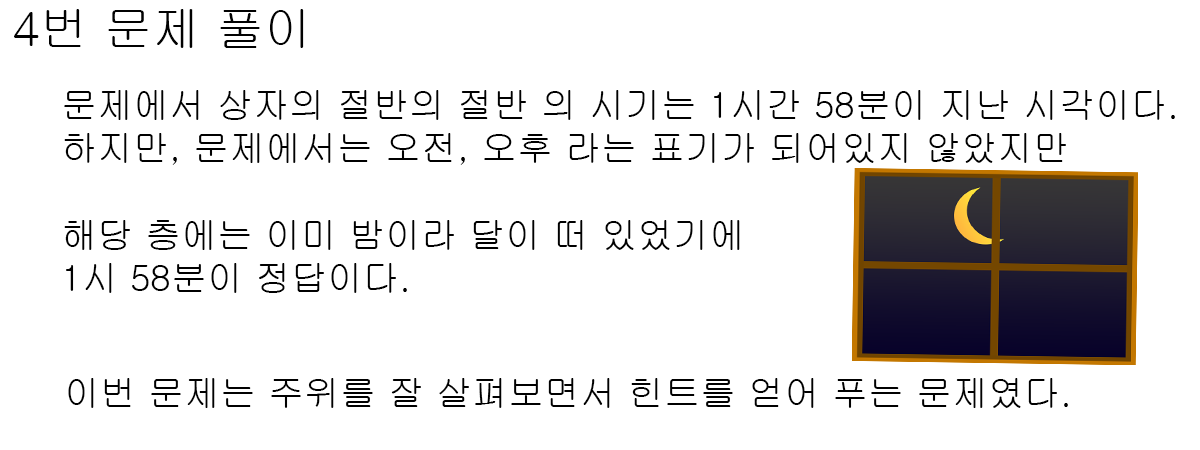 4번 문제 풀이
문제에서 상자의 절반의 절반 의 시기는 1시간 58분이 지난 시각이다.
하지만, 문제에서는 오전, 오후 라는 표기가 되어있지 않았지만
해당 층에는 이미 밤이라 달이 떠 있었기에
1시 58분이 정답이다.
이번 문제는 주위를 잘 살펴보면서 힌트를 얻어 푸는 문제였다.